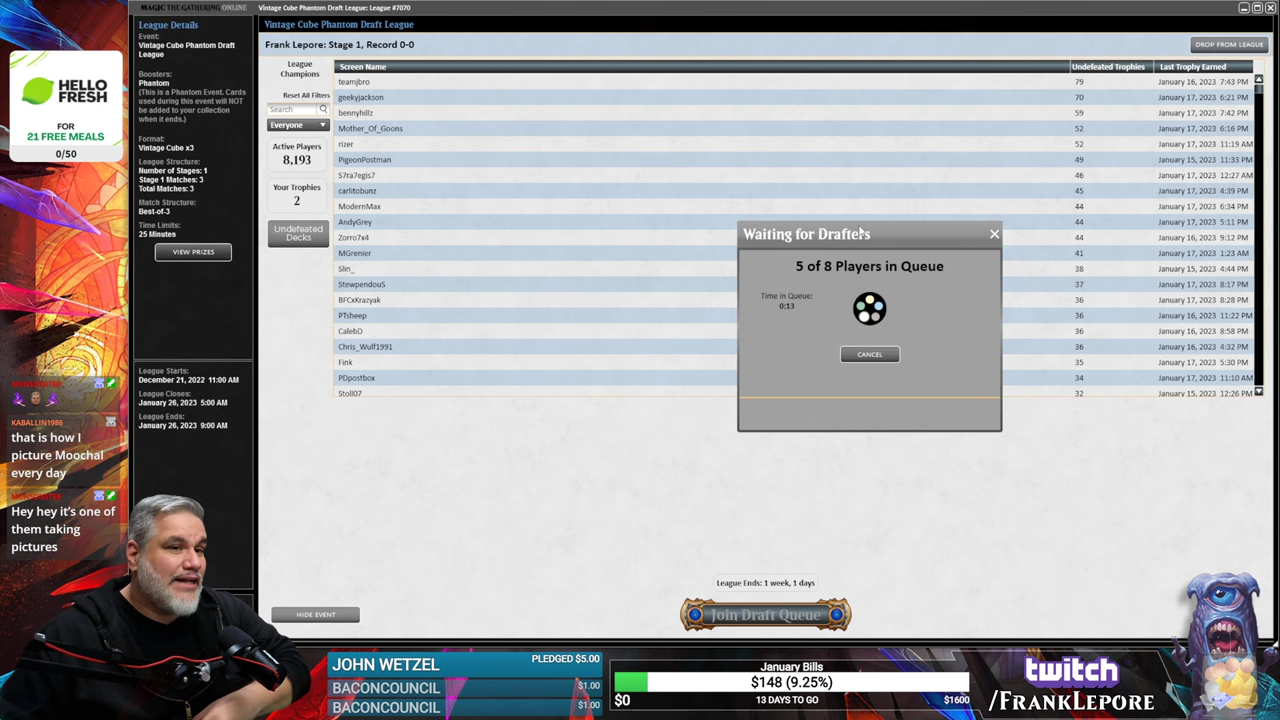 MAGIC THE GATHERING ONLINE Vintage Cube Phantom Draft League: League #7070
HELLO
FRESH
FOR
21 FREE MEALS
0/50
League Details
Event:
Vintage Cube Phantom Draft
League
Boosters:
Phantom
(This is a Phantom Event. Cards
used during this event will NOT
be added to your collection
when it ends.)
Format:
Vintage Cube x3
League Structure:
Number of Stages: 1
Stage 1 Matches: 3
Total Matches: 3
Match Structure:
Best-of-3
Time Limits:
25 Minutes
VIEW PRIZES
League Starts:
December 21, 2022 11:00 AM
League Closes:
January 26, 2023 5:00 AM
League Ends:
January 26, 2023 9:00 AM
Vintage Cube Phantom Draft League
Frank Lepore: Stage 1, Record 0-0
DROP FROM LEAGUE
League
Champions
Reset All Filters
Search
Everyone
Active Players
8,193
Your Trophies
2
Undefeated
Decks
Screen Name Undefeated Trophies Last Trophy Earned
teamjbro 79 January 16, 2023 7:43 PM
geekyjackson 70 January 17, 2023 6:21 PM
bennyhillz 59 January 17, 2023 7:42 PM
Mother_Of_Goons 52 January 17, 2023 6:16 PM
rizer 52 January 17, 2023 11:19 AM
PigeonPostman 49 January 15, 2023 11:33 PM
S7ra7egis7 46 January 17, 2023 12:27 AM
carlitobunz 45 January 17, 2023 4:39 PM
ModernMax 44 January 17, 2023 6:34 PM
AndyGrey 44 January 17, 2023 5:11 PM
Zorro7x4 44 January 16, 2023 9:12 PM
MGrenier 41 January 17, 2023 1:23 AM
Slin_ 38 January 15, 2023 4:44 PM
StewpendouS 37 January 17, 2023 8:17 PM
BFCxKrazyak 36 January 17, 2023 8:28 PM
PTsheep 36 January 16, 2023 11:22 PM
CalebD 36 January 16, 2023 8:58 PM
Chris_Wulf1991 36 January 16, 2023 4:32 PM
Fink 35 January 17, 2023 5:30 PM
PDpostbox 34 January 17, 2023 11:10 AM
Stoll07 32 January 15, 2023 12:26 PM
Waiting for Drafters
5 of 8 Players in Queue
Time in Queue:
0:13
CANCEL
KABALLIN1986
that is how I
picture Moochal
every day
Hey hey it's one of
them taking
pictures
League Ends: 1 week, 1 days
HIDE EVENT
Join Draft Queue
JOHN WETZEL PLEDGED $5.00
BACONCOUNCIL $1.00
BACONCOUNCIL $1.00
January Bills
$148 (9.25%)
$0 13 DAYS TO GO $1600
twitch
/FRANKLEPORE